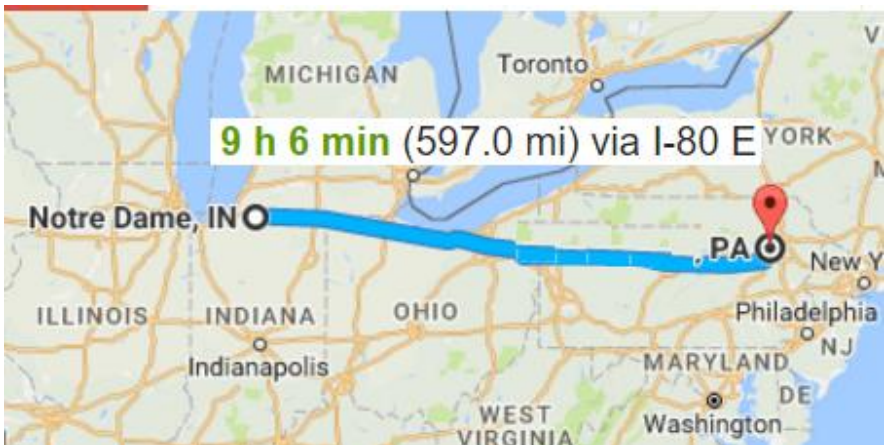 V
MICHIGAN
Toronto
9 h 6 min (597.0 mi) via I-80 E
YORK
M
Notre Dame, IN
, PA
New Y
ILLINOIS
INDIANA
OHIO
Philadelphia
Indianapolis
NJ
MARYLAND
DE
WEST
VIRGINIA
Washington